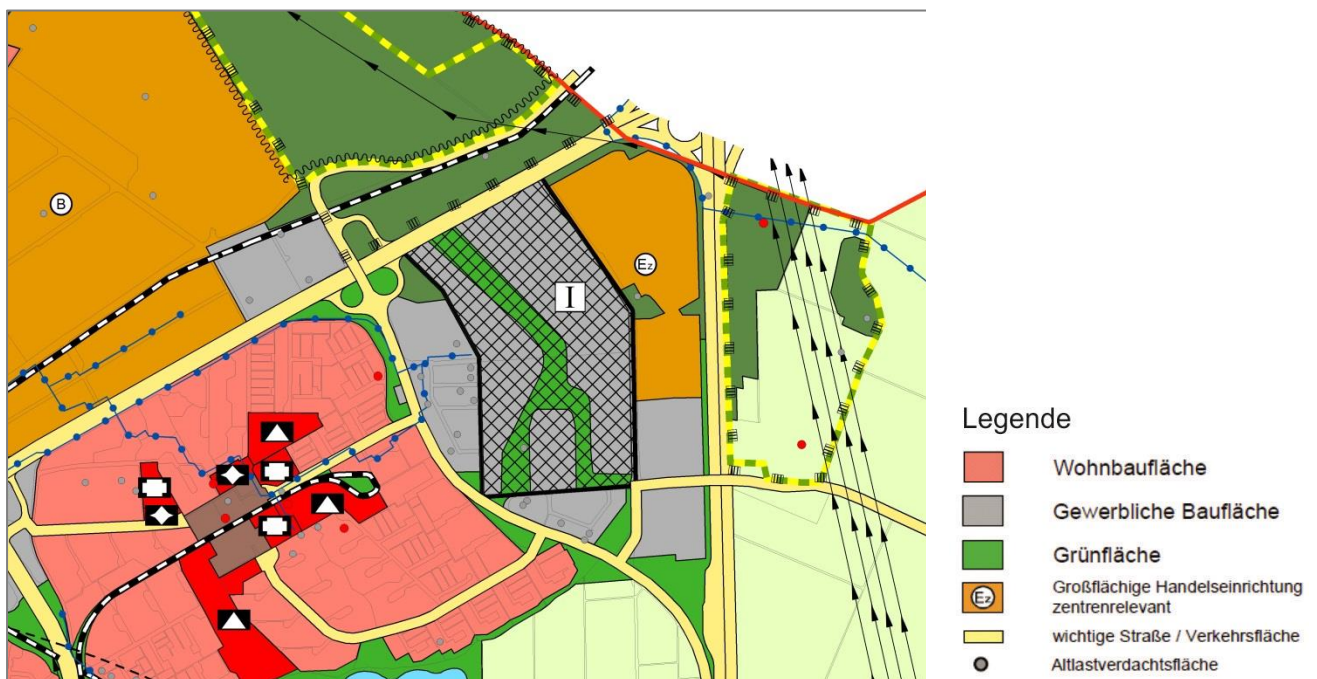 B
Ez
I
Legende
Wohnbaufläche
Gewerbliche Baufläche
Grünfläche
Ez
Großflächige Handelseinrichtung
zentrenrelevant
wichtige Straße / Verkehrsfläche
Altlastverdachtsfläche